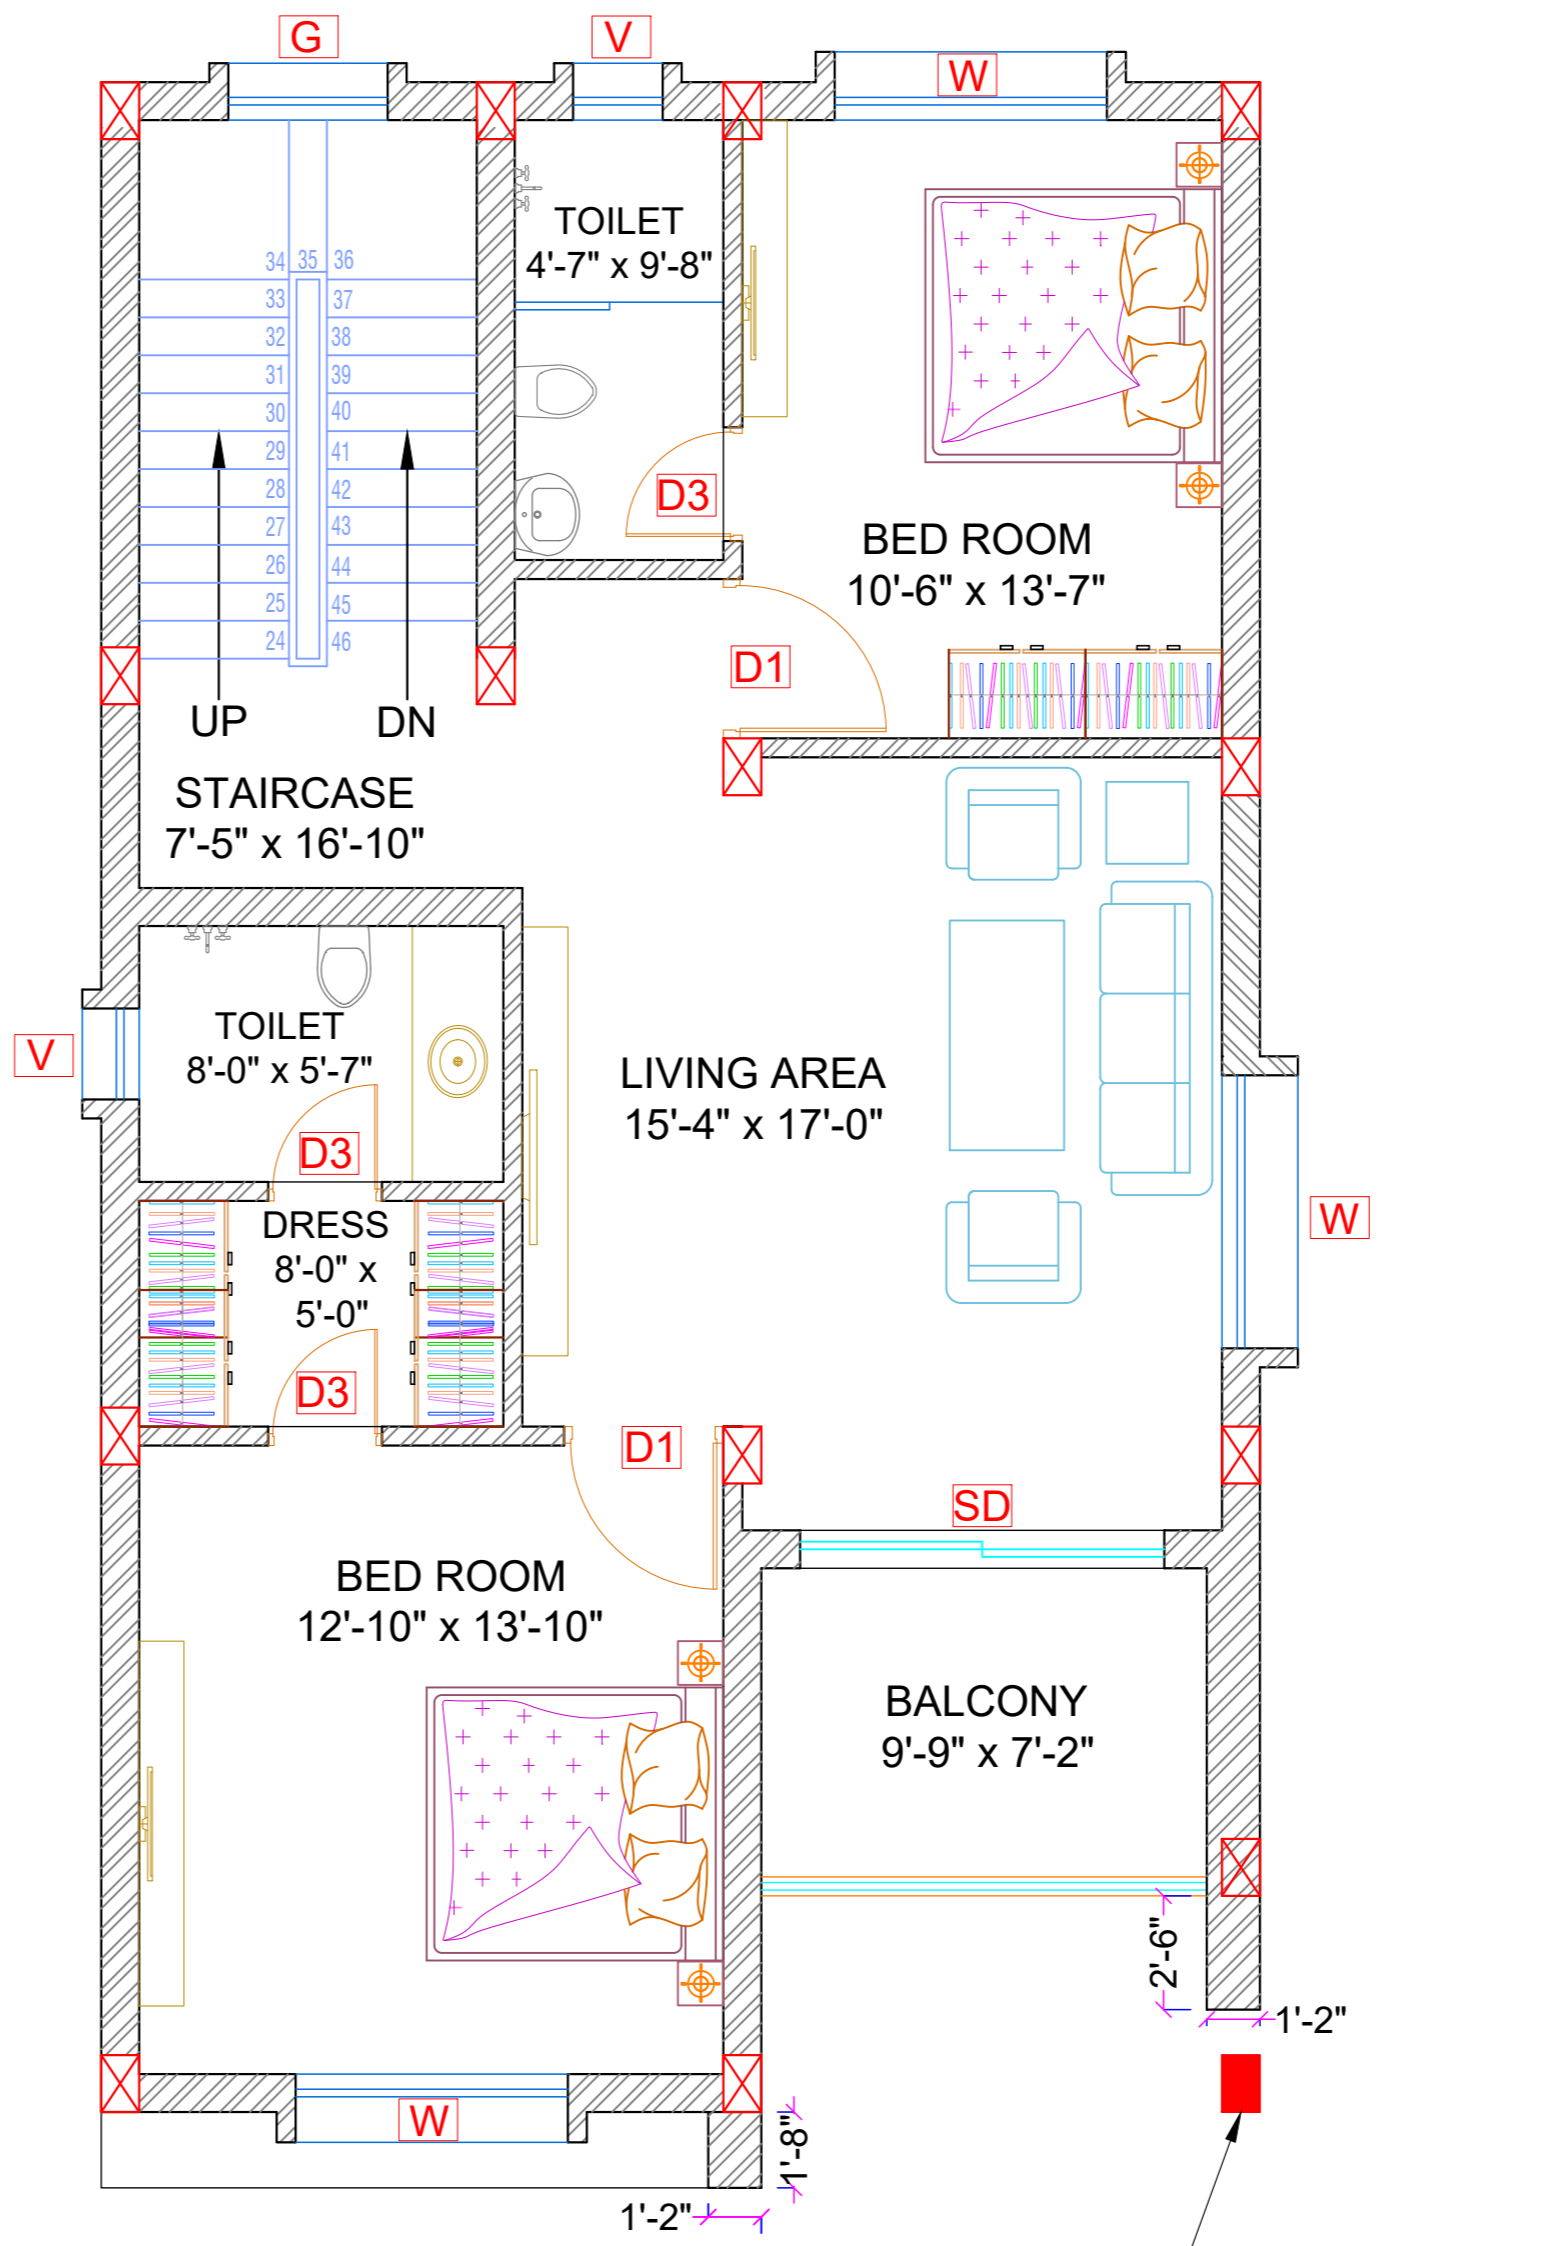 G
V
W
TOILET
4'-7" x 9'-8"
34 35 36
33 37
32 38
31 39
30 40
29 41
28 42
27 43
26 44
25 45
24 46
D3
BED ROOM
10'-6" x 13'-7"
D1
UP DN
STAIRCASE
7'-5" x 16'-10"
TOILET
8'-0" x 5'-7"
V
D3
LIVING AREA
15'-4" x 17'-0"
W
DRESS
8'-0" x
5'-0"
D3
D1
SD
BED ROOM
12'-10" x 13'-10"
BALCONY
9'-9" x 7'-2"
2'-6"
1'-2"
W
1'-8"
1'-2"